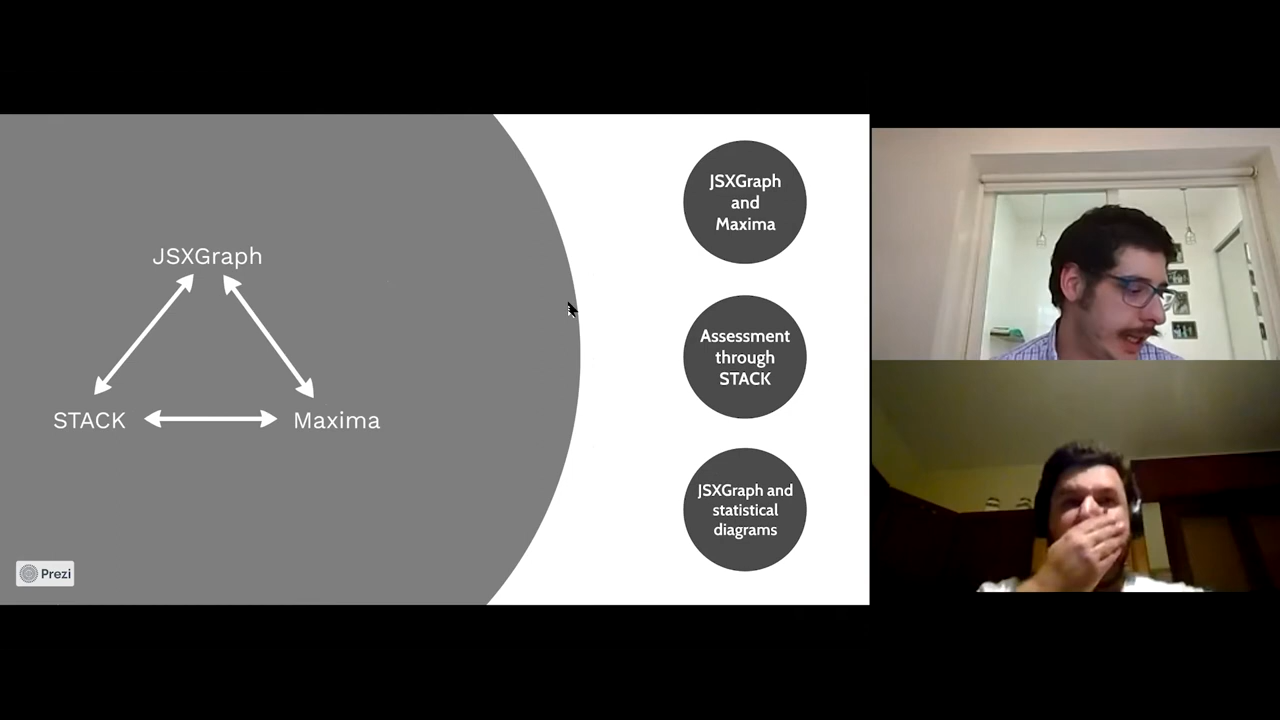 JSXGraph
STACK
Maxima
Prezi
JSXGraph
and
Maxima
Assessment
through
STACK
JSXGraph and
statistical
diagrams